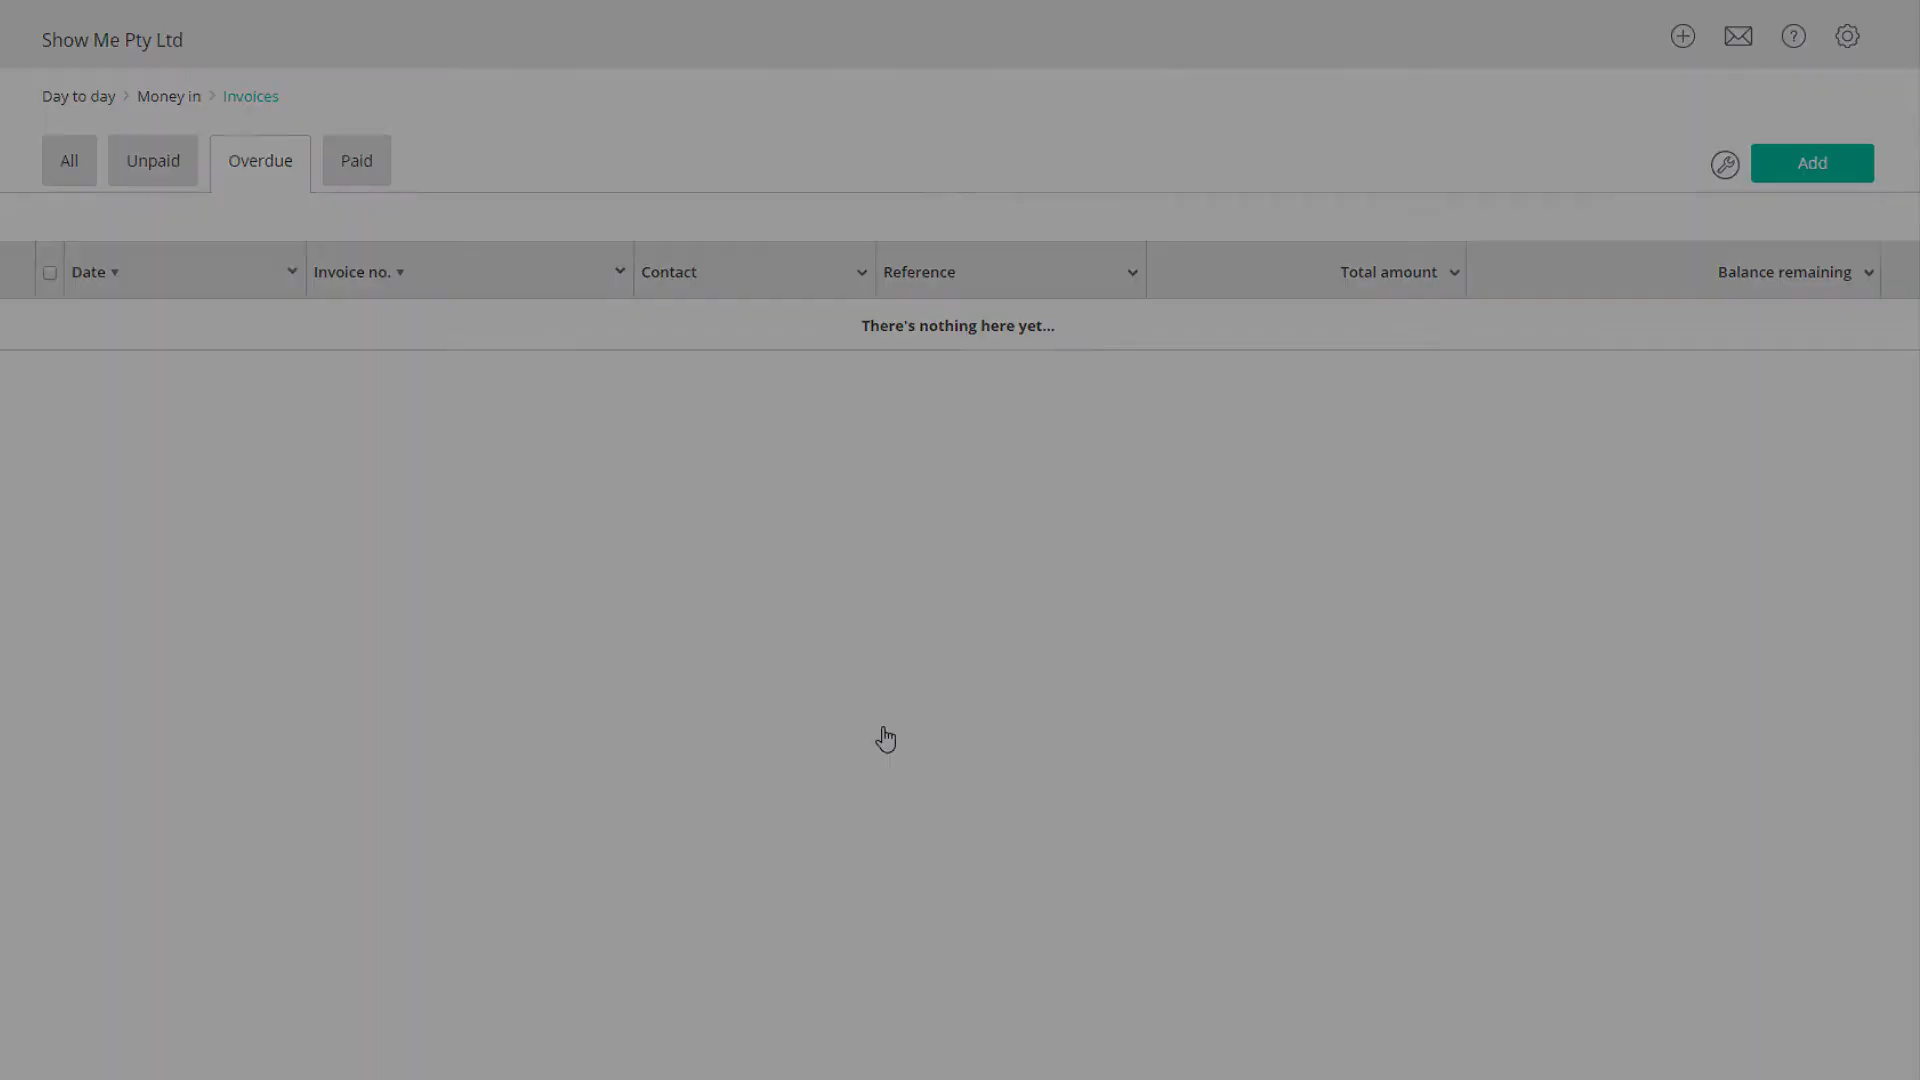 Show Me Pty Ltd
Day to day > Money in > Invoices
All Unpaid Overdue Paid Add
Date Invoice no. Contact Reference Total amount Balance remaining
There's nothing here yet...